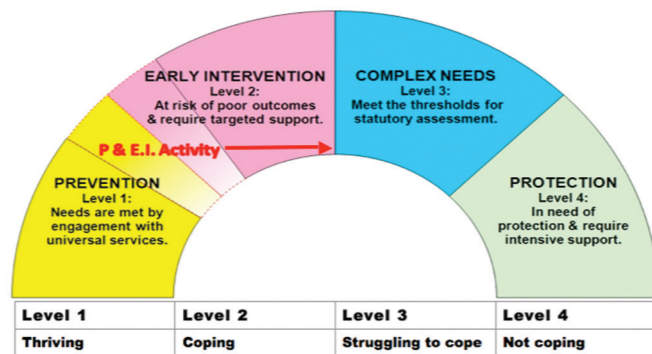 EARLY INTERVENTION
Level 2:
At risk of poor outcomes
& require targeted support.
COMPLEX NEEDS
Level 3:
Meet the thresholds for
statutory assessment.
P & E.I. Activity
PREVENTION
Level 1:
Needs are met by
engagement with
universal services.
PROTECTION
Level 4:
In need of
protection & require
intensive support.
Level 1 Level 2 Level 3 Level 4
Thriving Coping Struggling to cope Not coping